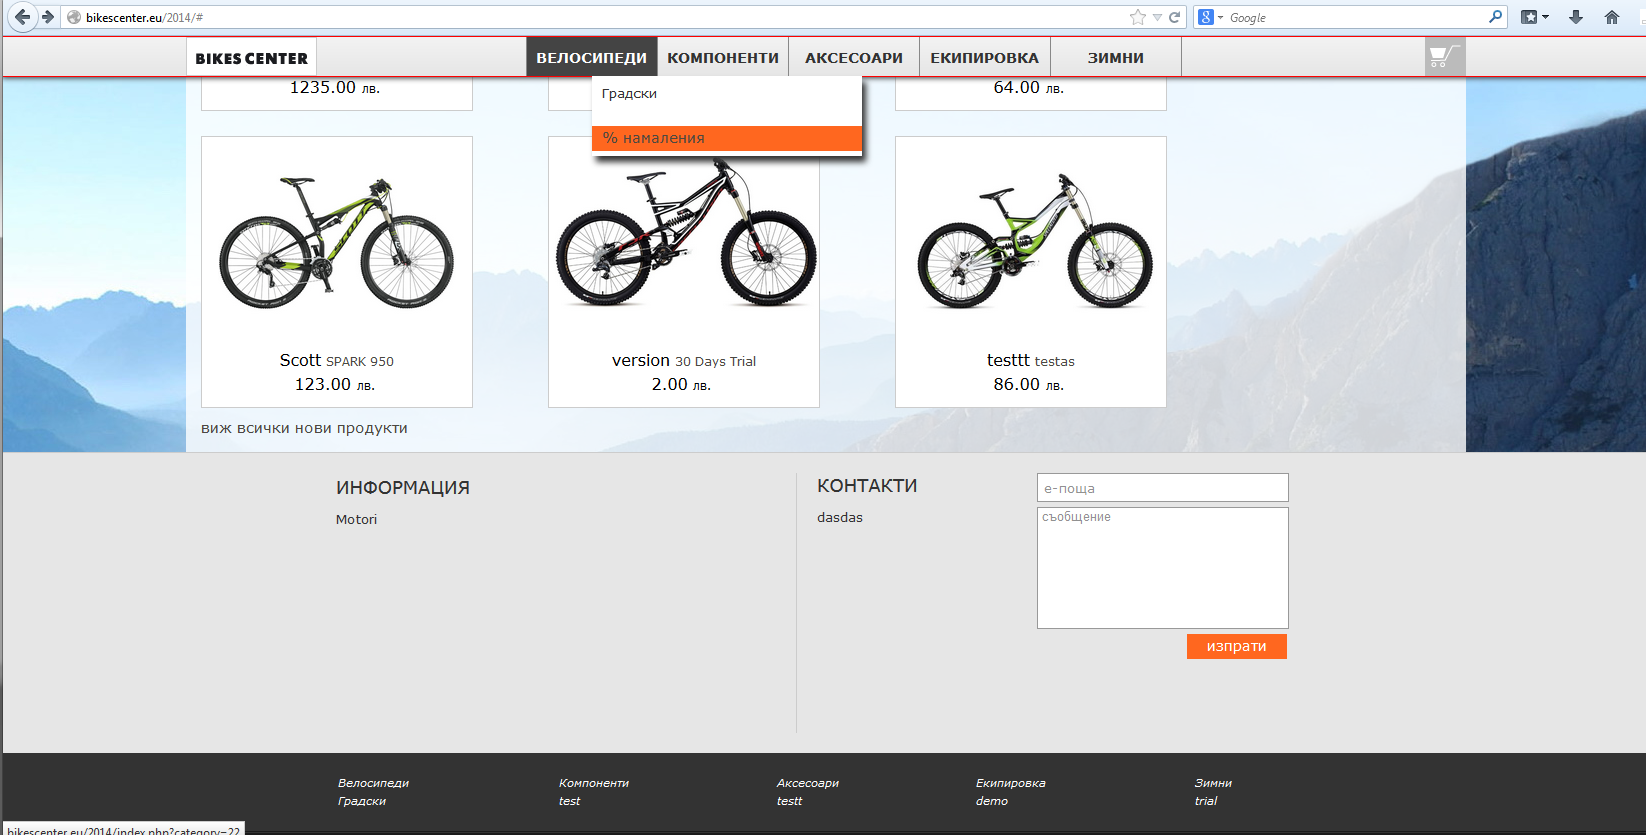 bikescenter.eu/2014/#
Google
BIKES CENTER
ВЕЛОСИПЕДИ
КОМПОНЕНТИ
АКСЕСОАРИ
ЕКИПИРОВКА
ЗИМНИ
1235.00 лв.
64.00 лв.
Градски
% намаления
Scott SPARK 950
123.00 лв.
version 30 Days Trial
2.00 лв.
testtt testas
86.00 лв.
виж всички нови продукти
ИНФОРМАЦИЯ
Motori
КОНТАКТИ
dasdas
е-поща
съобщение
изпрати
Велосипеди
Компоненти
Аксесоари
Екипировка
Зимни
Градски
test
testt
demo
trial
bikescenter.eu/2014/index.php?category=22